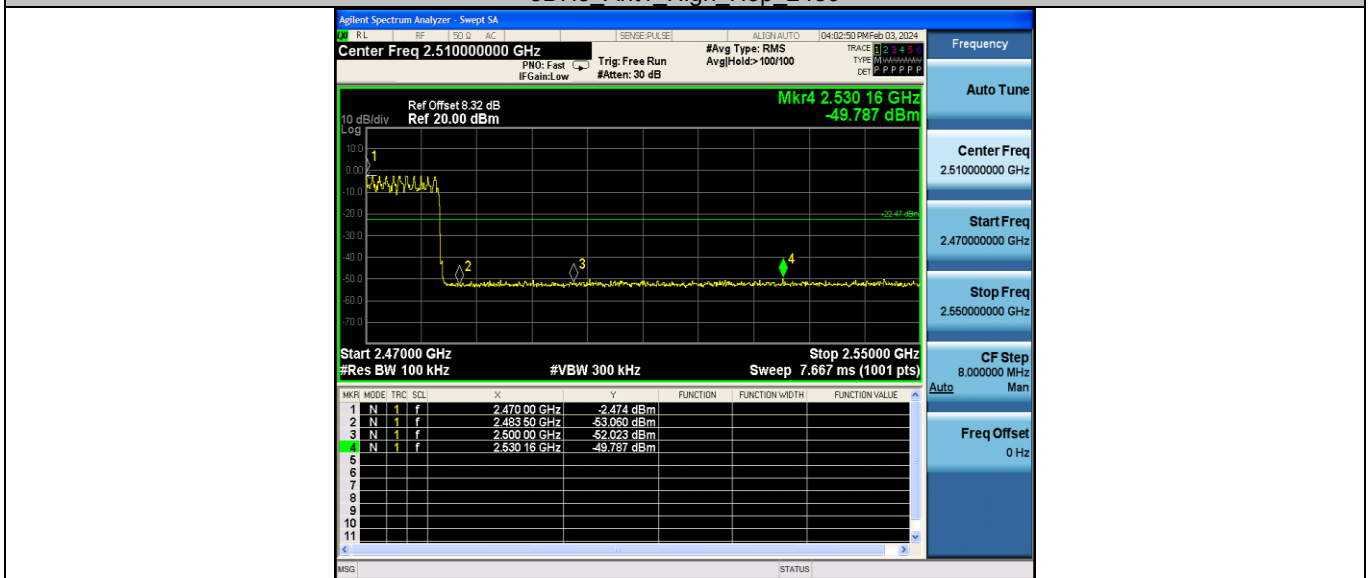 Agilent Spectrum Analyzer - Swept SA
RL RF 50 Ω AC SENSE:PULSE ALIGNAUTO 04:02:50 PM Feb 03, 2024
Center Freq 2.510000000 GHz
PNO: Fast
IFGain:Low
Trig: Free Run
#Atten: 30 dB
#Avg Type: RMS
Avg|Hold:>100/100
TRACE 1 2 3 4 5 6
TYPE M
DET P P P P P P
Frequency
Auto Tune
Center Freq
2.510000000 GHz
Start Freq
2.470000000 GHz
Stop Freq
2.550000000 GHz
CF Step
8.000000 MHz
Auto Man
Freq Offset
0 Hz
Mkr4 2.530 16 GHz
-49.787 dBm
Ref Offset 8.32 dB
10 dB/div Ref 20.00 dBm
Log
10.0
0.00
-10.0
-20.0
-30.0
-40.0
-50.0
-60.0
-70.0
1
2
3
4
-22.47 dBm
Start 2.47000 GHz Stop 2.55000 GHz
#Res BW 100 kHz #VBW 300 kHz Sweep 7.667 ms (1001 pts)
MKR MODE TRC SCL X Y FUNCTION FUNCTION WIDTH FUNCTION VALUE
1 N 1 f 2.470 00 GHz -2.474 dBm
2 N 1 f 2.483 50 GHz -53.060 dBm
3 N 1 f 2.500 00 GHz -52.023 dBm
4 N 1 f 2.530 16 GHz -49.787 dBm
5
6
7
8
9
10
11
MSG STATUS